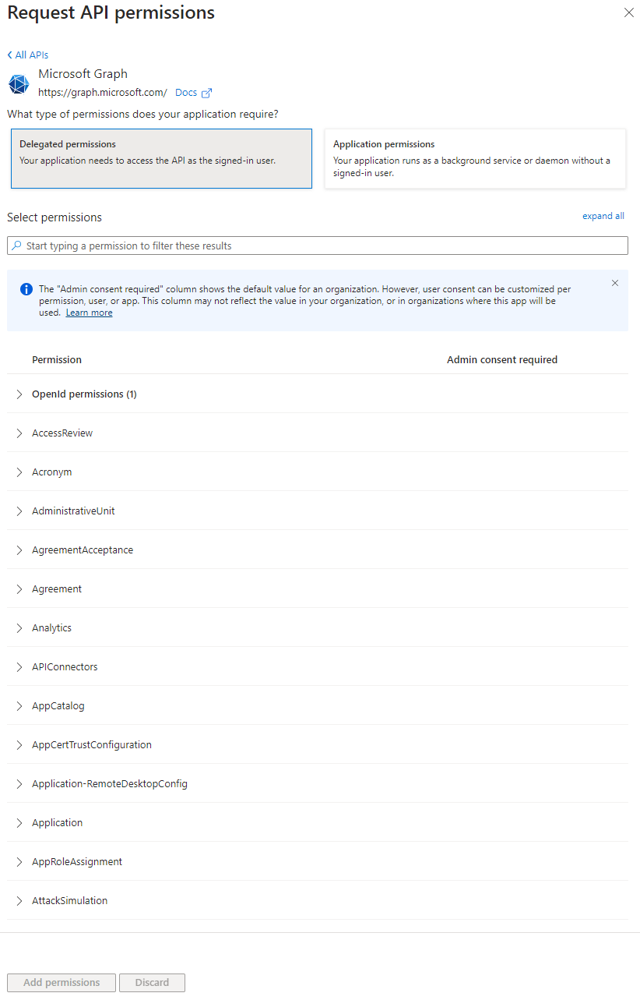 Request API permissions
All APIs
Microsoft Graph
https://graph.microsoft.com/ Docs
What type of permissions does your application require?
Delegated permissions
Your application needs to access the API as the signed-in user.
Application permissions
Your application runs as a background service or daemon without a
signed-in user.
Select permissions
expand all
Start typing a permission to filter these results
The "Admin consent required" column shows the default value for an organization. However, user consent can be customized per
permission, user, or app. This column may not reflect the value in your organization, or in organizations where this app will be
used. Learn more
Permission Admin consent required
OpenId permissions (1)
AccessReview
Acronym
AdministrativeUnit
AgreementAcceptance
Agreement
Analytics
APIConnectors
AppCatalog
AppCertTrustConfiguration
Application-RemoteDesktopConfig
Application
AppRoleAssignment
AttackSimulation
Add permissions Discard